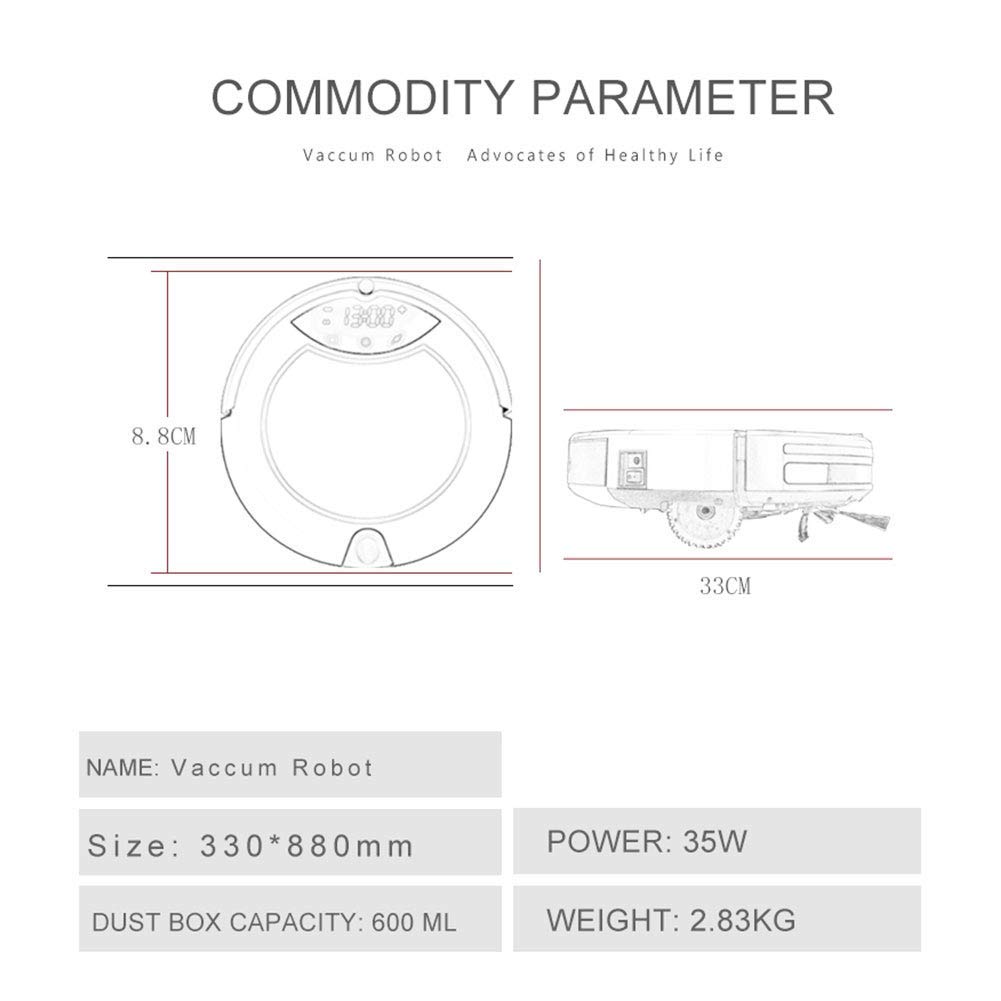 COMMODITY PARAMETER
Vaccum Robot Advocates of Healthy Life
13:00
8.8CM
33CM
NAME: Vaccum Robot
Size: 330*880mm
POWER: 35W
DUST BOX CAPACITY: 600 ML
WEIGHT: 2.83KG